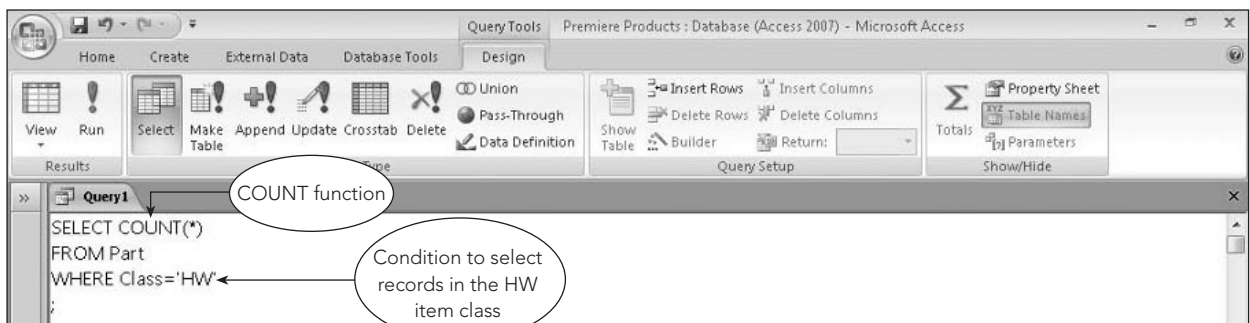 Query Tools
Premiere Products : Database (Access 2007) - Microsoft Access
Home Create External Data Database Tools Design
View
Run
Results
Select
Make Table
Append
Update
Crosstab
Delete
Union
Pass-Through
Data Definition
Type
Show Table
Insert Rows
Delete Rows
Builder
Insert Columns
Delete Columns
Return:
Query Setup
Totals
Property Sheet
Table Names
Parameters
Show/Hide
Query1
COUNT function
SELECT COUNT(*)
FROM Part
WHERE Class='HW'
;
Condition to select
records in the HW
item class